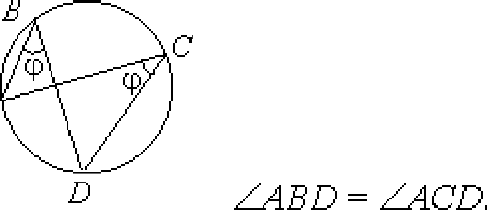 B
C
φ
φ
D
∠ABD = ∠ACD.